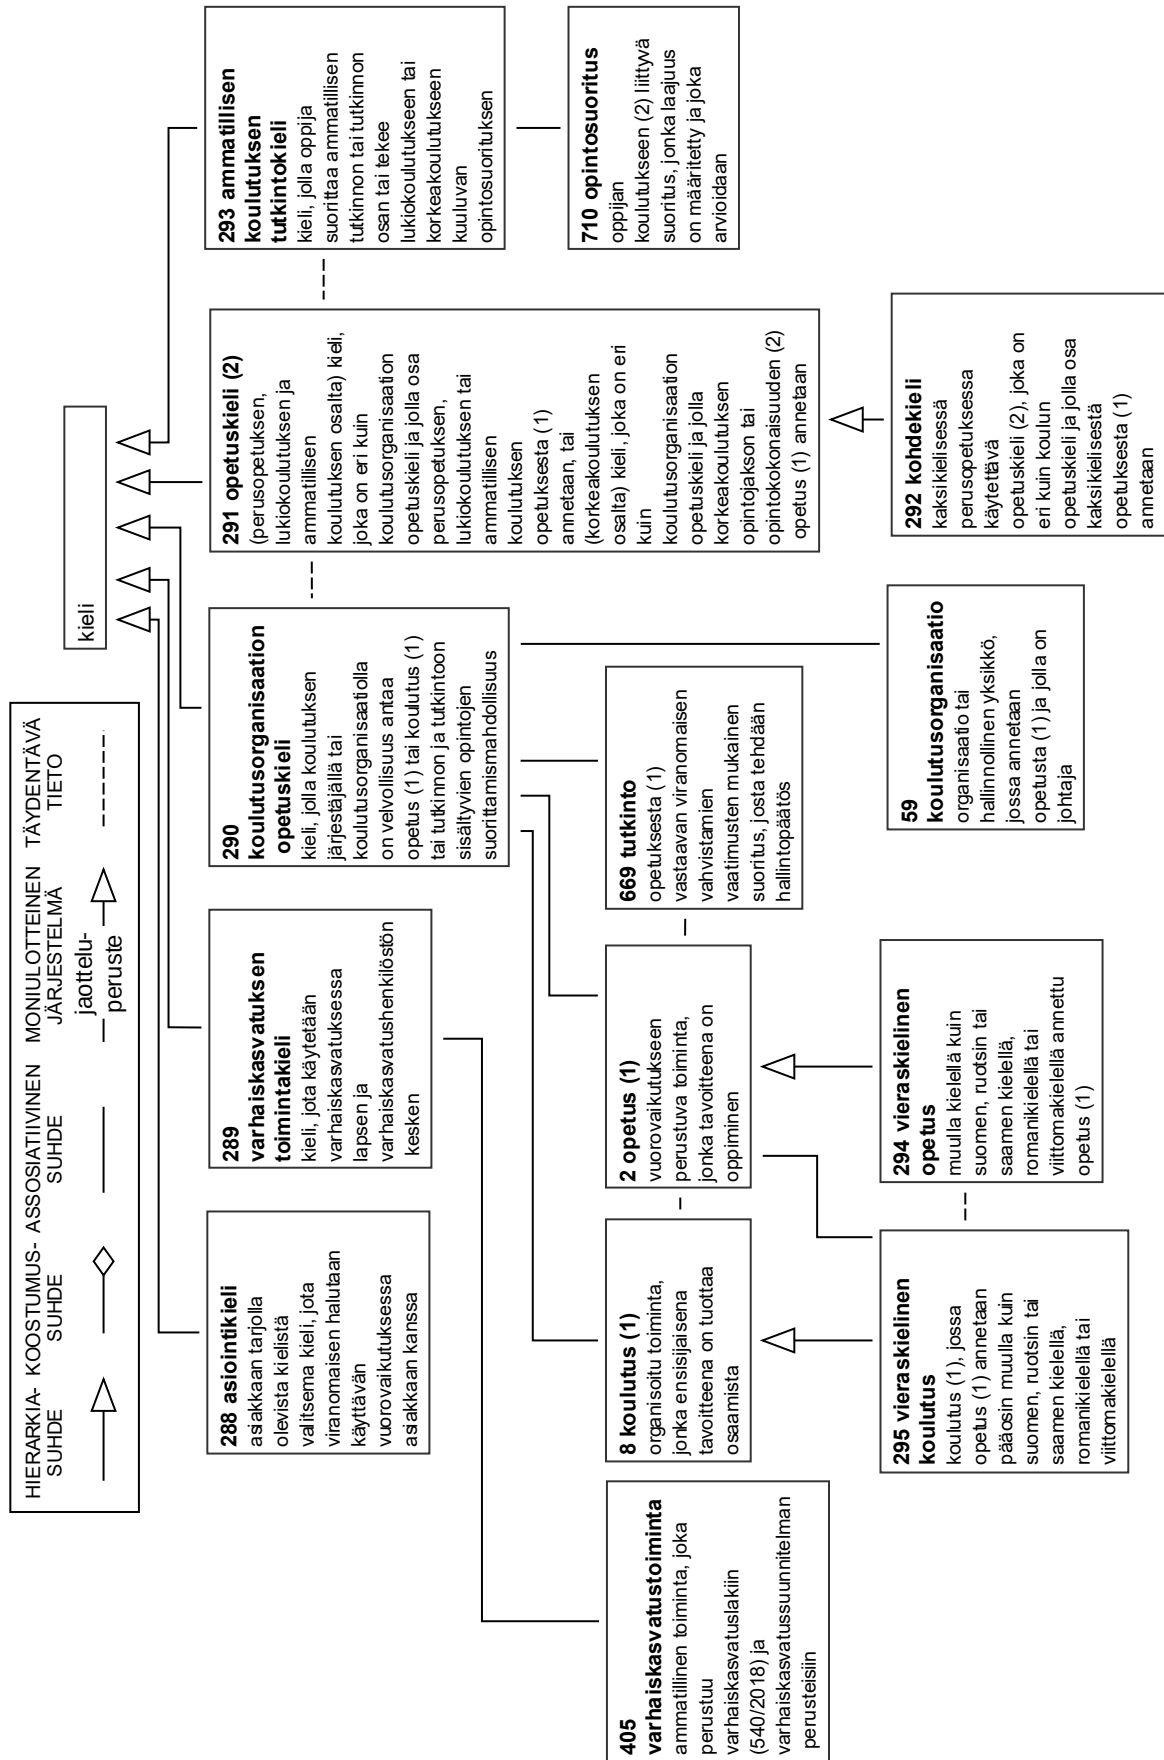 HIERARKIA-
SUHDE
KOOSTUMUS-
SUHDE
ASSOSIATIIVINEN
SUHDE
MONIULOTTEINEN
JÄRJESTELMÄ
TÄYDENTÄVÄ
TIETO
jaottelu-
peruste
kieli
288 asiointikieli
asiakkaan tarjolla
olevista kielistä
valitsema kieli, jota
viranomaisen halutaan
käyttävän
vuorovaikutuksessa
asiakkaan kanssa
289
varhaiskasvatuksen
toimintakieli
kieli, jota käytetään
varhaiskasvatuksessa
lapsen ja
varhaiskasvatushenkilöstön
kesken
290
koulutusorganisaation
opetuskieli
kieli, jolla koulutuksen
järjestäjällä tai
koulutusorganisaatiolla
on velvollisuus antaa
opetus (1) tai koulutus (1)
tai tutkinnon ja tutkintoon
sisältyvien opintojen
suorittamismahdollisuus
291 opetuskieli (2)
(perusopetuksen,
lukiokoulutuksen ja
ammatillisen
koulutuksen osalta) kieli,
joka on eri kuin
koulutusorganisaation
opetuskieli ja jolla osa
perusopetuksen,
lukiokoulutuksen tai
ammatillisen
koulutuksen
opetuksesta (1)
annetaan, tai
(korkeakoulutuksen
osalta) kieli, joka on eri
kuin
koulutusorganisaation
opetuskieli ja jolla
korkeakoulutuksen
opintojakson tai
opintokokonaisuuden (2)
opetus (1) annetaan
293 ammatillisen
koulutuksen
tutkintokieli
kieli, jolla oppija
suorittaa ammatillisen
tutkinnon tai tutkinnon
osan tai tekee
lukiokoulutukseen tai
korkeakoulutukseen
kuuluvan
opintosuorituksen
405
varhaiskasvatustoiminta
ammatillinen toiminta, joka
perustuu
varhaiskasvatuslakiin
(540/2018) ja
varhaiskasvatussuunnitelman
perusteisiin
8 koulutus (1)
organisoitu toiminta,
jonka ensisijaisena
tavoitteena on tuottaa
osaamista
2 opetus (1)
vuorovaikutukseen
perustuva toiminta,
jonka tavoitteena on
oppiminen
669 tutkinto
opetuksesta (1)
vastaavan viranomaisen
vahvistamien
vaatimusten mukainen
suoritus, josta tehdään
hallintopäätös
710 opintosuoritus
oppijan
koulutukseen (2) liittyvä
suoritus, jonka laajuus
on määritetty ja joka
arvioidaan
295 vieraskielinen
koulutus
koulutus (1), jossa
opetus (1) annetaan
pääosin muulla kuin
suomen, ruotsin tai
saamen kielellä,
romanikielellä tai
viittomakielellä
294 vieraskielinen
opetus
muulla kielellä kuin
suomen, ruotsin tai
saamen kielellä,
romanikielellä tai
viittomakielellä annettu
opetus (1)
59
koulutusorganisaatio
organisaatio tai
hallinnollinen yksikkö,
jossa annetaan
opetusta (1) ja jolla on
johtaja
292 kohdekieli
kaksikielisessä
perusopetuksessa
käytettävä
opetuskieli (2), joka on
eri kuin koulun
opetuskieli ja jolla osa
kaksikielisestä
opetuksesta (1)
annetaan